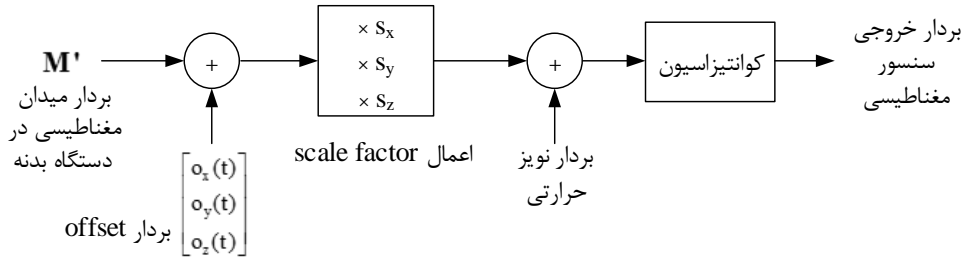 M'
بردار میدان
مغناطیسی در
دستگاه بدنه
+
[o_x(t)
o_y(t)
o_z(t)]
بردار offset
× s_x
× s_y
× s_z
اعمال scale factor
+
بردار نویز
حرارتی
کوانتیزاسیون
بردار خروجی
سنسور
مغناطیسی